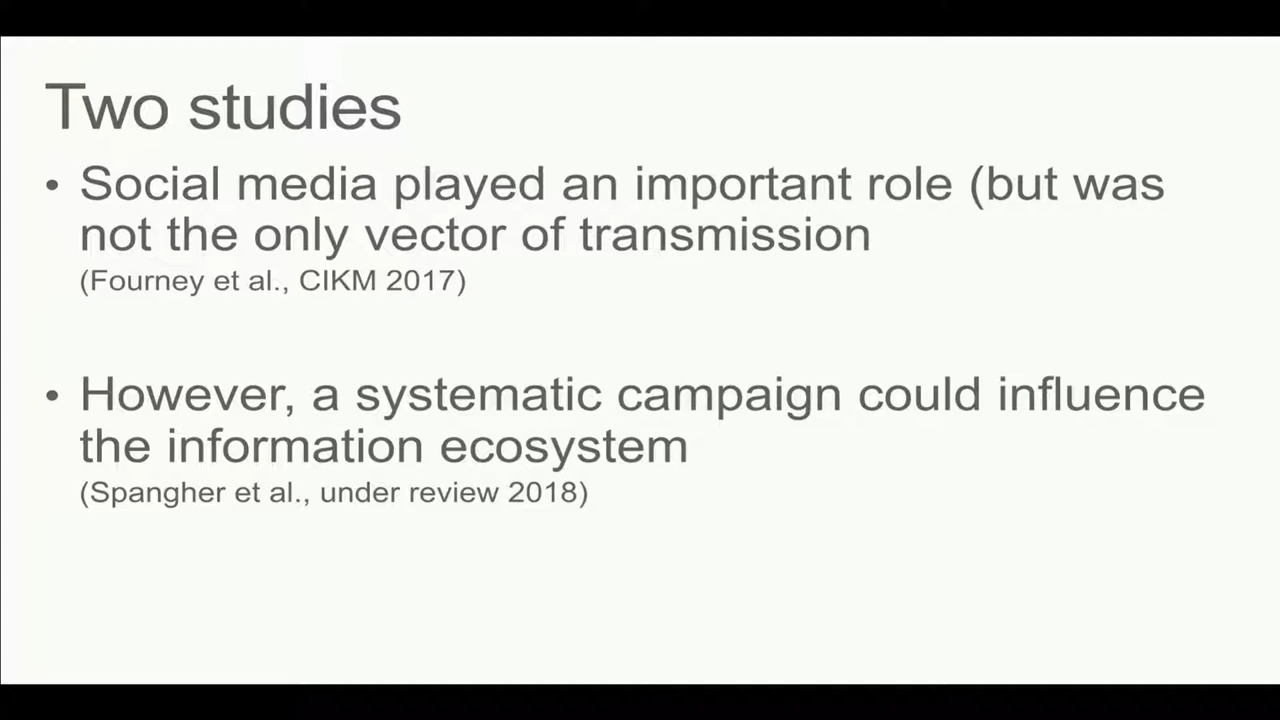 Two studies
• Social media played an important role (but was
not the only vector of transmission
(Fourney et al., CIKM 2017)
• However, a systematic campaign could influence
the information ecosystem
(Spangher et al., under review 2018)